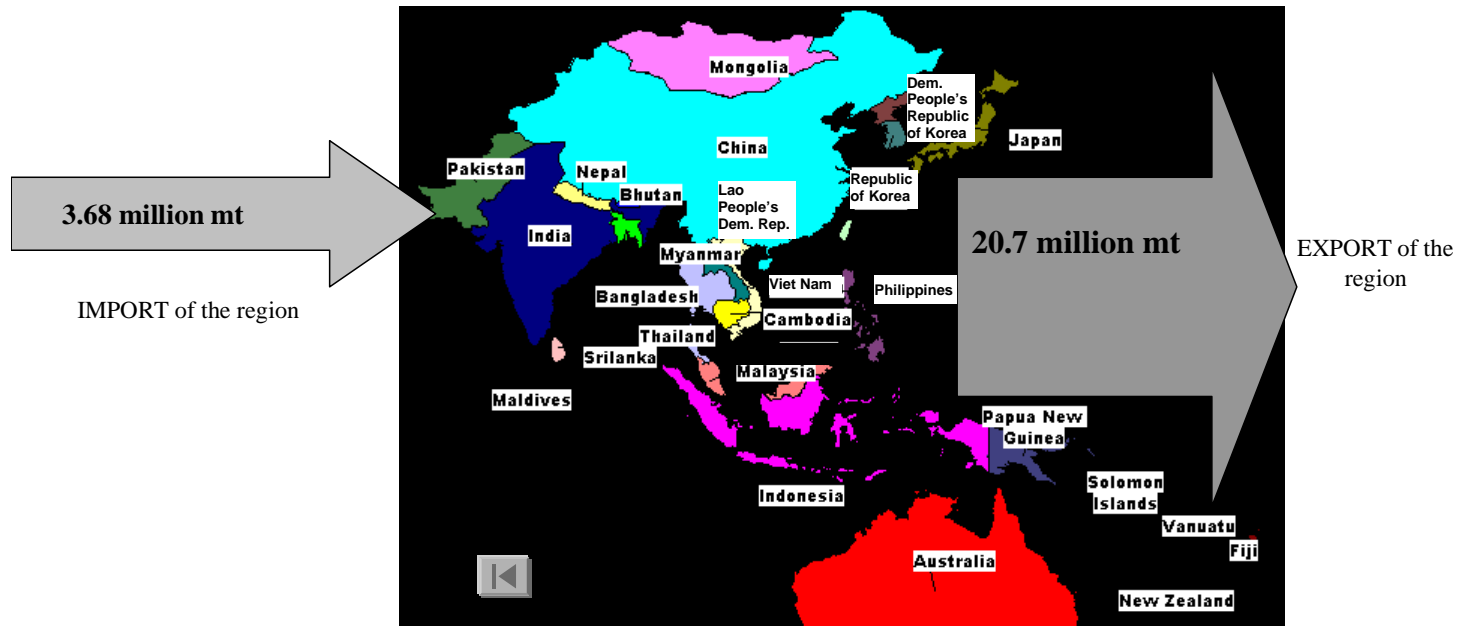 Mongolia
Dem.
People's
Republic
of Korea
Japan
China
Pakistan
Nepal
Bhutan
Republic
of Korea
Lao
People's
Dem. Rep.
3.68 million mt
India
20.7 million mt
EXPORT of the
region
Myanmar
Viet Nam
Philippines
Bangladesh
Cambodia
IMPORT of the region
Thailand
Srilanka
Malaysia
Maldives
Papua New
Guinea
Indonesia
Solomon
Islands
Vanuatu
Fiji
Australia
New Zealand